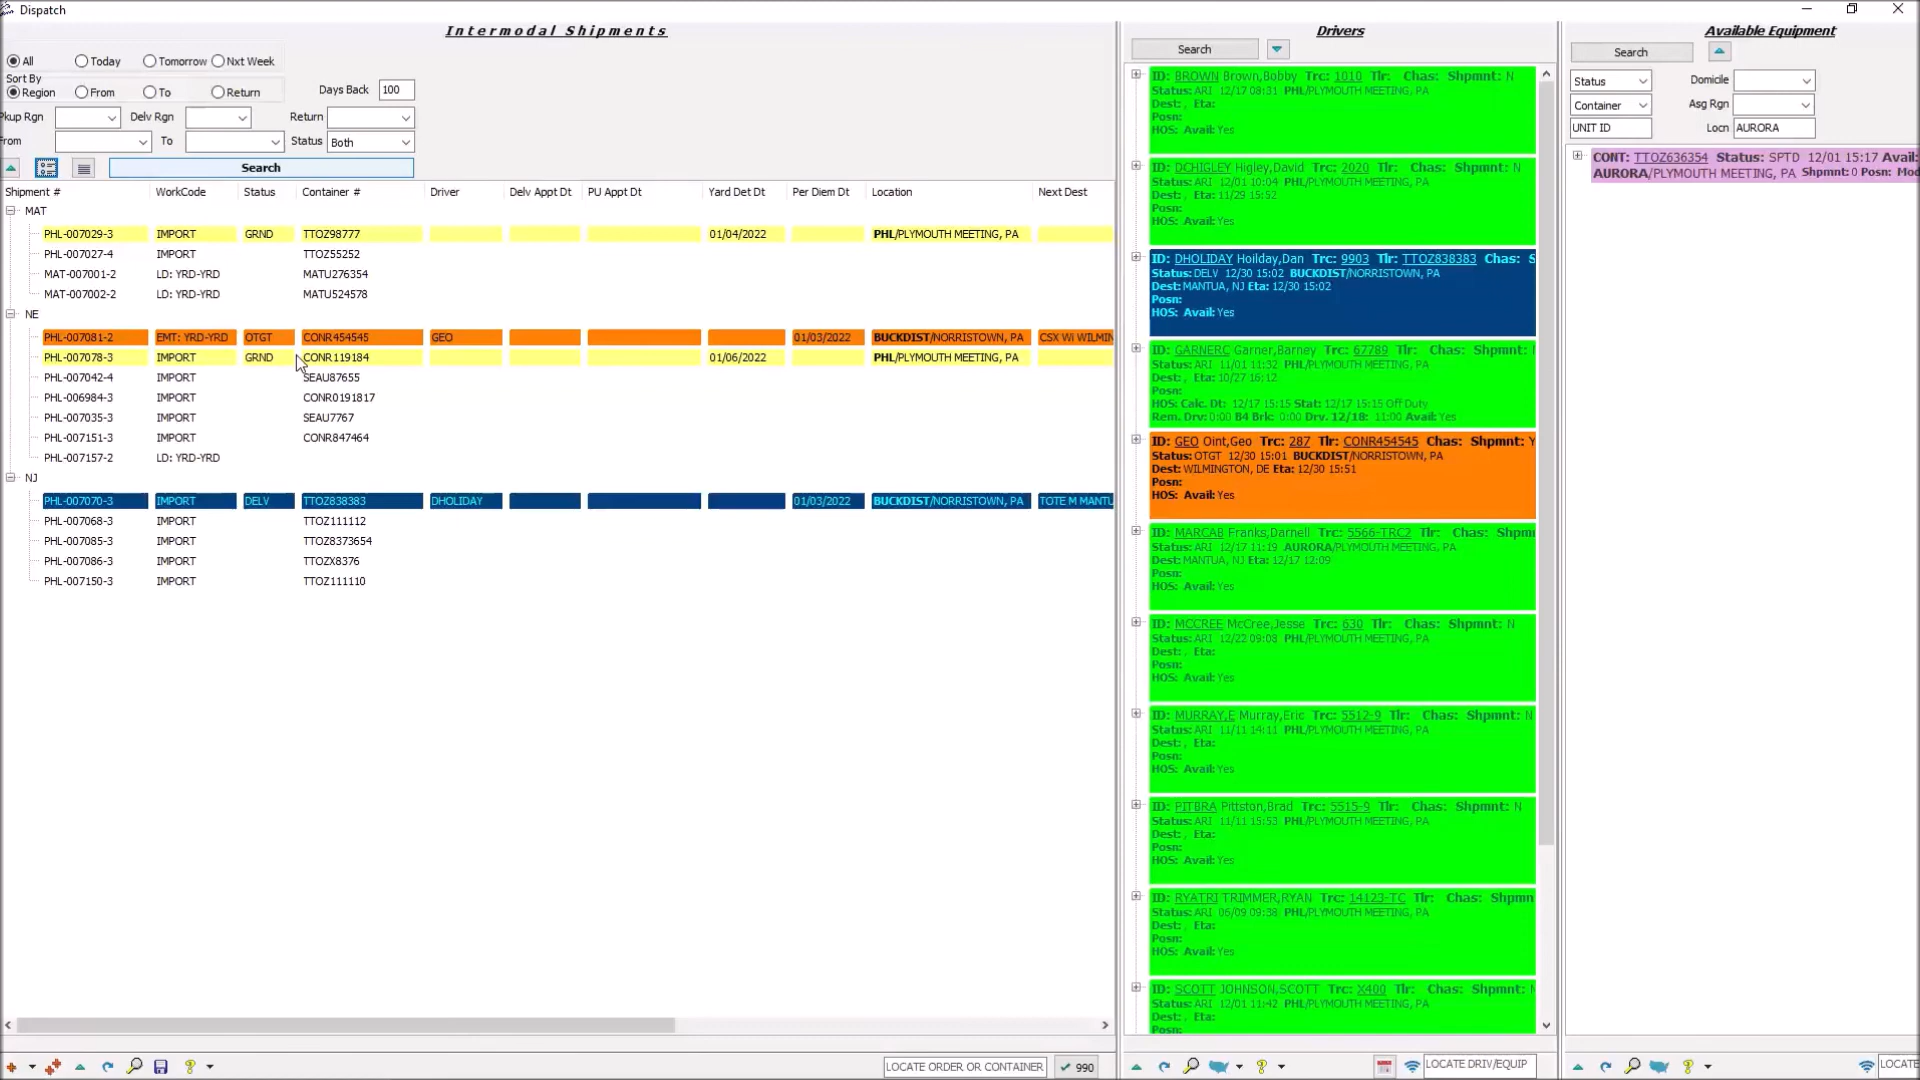 Dispatch
Intermodal Shipments
All Today Tomorrow Nxt Week
Sort By
Region From To Return Days Back 100
Pkup Rgn Delv Rgn Return
From To Status Both
Search
Shipment # WorkCode Status Container # Driver Delv Appt Dt PU Appt Dt Yard Det Dt Per Diem Dt Location Next Dest
MAT
PHL-007029-3 IMPORT GRND TTOZ98777 01/04/2022 PHL/PLYMOUTH MEETING, PA
PHL-007027-4 IMPORT TTOZ55252
MAT-007001-2 LD: YRD-YRD MATU276354
MAT-007002-2 LD: YRD-YRD MATU524578
NE
PHL-007081-2 EMT: YRD-YRD OTGT CONR454545 GEO 01/03/2022 BUCKDIST/NORRISTOWN, PA CSX WI WILMIN
PHL-007078-3 IMPORT GRND CONR119184 01/06/2022 PHL/PLYMOUTH MEETING, PA
PHL-007042-4 IMPORT SEAU87655
PHL-006984-3 IMPORT CONR0191817
PHL-007035-3 IMPORT SEAU7767
PHL-007151-3 IMPORT CONR847464
PHL-007157-2 LD: YRD-YRD
NJ
PHL-007070-3 IMPORT DELV TTOZ838383 DHOLIDAY 01/03/2022 BUCKDIST/NORRISTOWN, PA TOTE M MANTU
PHL-007068-3 IMPORT TTOZ111112
PHL-007085-3 IMPORT TTOZ8373654
PHL-007086-3 IMPORT TTOZX8376
PHL-007150-3 IMPORT TTOZ111110
LOCATE ORDER OR CONTAINER 990
Drivers
Search
ID: BROWN Brown,Bobby Trc: 1010 Tlr: Chas: Shpmnt: N
Status: ARI 12/17 08:31 PHL/PLYMOUTH MEETING, PA
Dest: , Eta:
Posn:
HOS: Avail: Yes
ID: DCHIGLEY Higley,David Trc: 2020 Tlr: Chas: Shpmnt: N
Status: ARI 12/01 10:04 PHL/PLYMOUTH MEETING, PA
Dest: , Eta: 11/29 15:52
Posn:
HOS: Avail: Yes
ID: DHOLIDAY Hoilday,Dan Trc: 9903 Tlr: TTOZ838383 Chas: S
Status: DELV 12/30 15:02 BUCKDIST/NORRISTOWN, PA
Dest: MANTUA, NJ Eta: 12/30 15:02
Posn:
HOS: Avail: Yes
ID: GARNERC Garner,Barney Trc: 67789 Tlr: Chas: Shpmnt: N
Status: ARI 11/01 11:32 PHL/PLYMOUTH MEETING, PA
Dest: , Eta: 10/27 16:12
Posn:
HOS: Calc. Dt: 12/17 15:15 Stat: 12/17 15:15 Off Duty
Rem. Drv: 0:00 B4 Brk: 0:00 Drv. 12/18: 11:00 Avail: Yes
ID: GEO Oint,Geo Trc: 287 Tlr: CONR454545 Chas: Shpmnt: Y
Status: OTGT 12/30 15:01 BUCKDIST/NORRISTOWN, PA
Dest: WILMINGTON, DE Eta: 12/30 15:51
Posn:
HOS: Avail: Yes
ID: MARCAB Franks,Darnell Trc: 5566-TRC2 Tlr: Chas: Shpmn
Status: ARI 12/17 11:19 AURORA/PLYMOUTH MEETING, PA
Dest: MANTUA, NJ Eta: 12/17 12:09
Posn:
HOS: Avail: Yes
ID: MCCREE McCree,Jesse Trc: 630 Tlr: Chas: Shpmnt: N
Status: ARI 12/22 09:08 PHL/PLYMOUTH MEETING, PA
Dest: , Eta:
Posn:
HOS: Avail: Yes
ID: MURRAY,E Murray,Eric Trc: 5512-9 Tlr: Chas: Shpmnt: N
Status: ARI 11/11 14:11 PHL/PLYMOUTH MEETING, PA
Dest: , Eta:
Posn:
HOS: Avail: Yes
ID: PITBRA Pittston,Brad Trc: 5515-9 Tlr: Chas: Shpmnt: N
Status: ARI 11/11 15:53 PHL/PLYMOUTH MEETING, PA
Dest: , Eta:
Posn:
HOS: Avail: Yes
ID: RYATRI TRIMMER,RYAN Trc: 14123-TC Tlr: Chas: Shpmn
Status: ARI 06/09 09:38 PHL/PLYMOUTH MEETING, PA
Dest: , Eta:
Posn:
HOS: Avail: Yes
ID: SCOTT JOHNSON,SCOTT Trc: X400 Tlr: Chas: Shpmnt: N
Status: ARI 12/01 11:42 PHL/PLYMOUTH MEETING, PA
Dest: , Eta:
Posn:
LOCATE DRIV/EQUIP
Available Equipment
Search
Status Domicile
Container Asg Rgn
UNIT ID Locn AURORA
CONT: TTOZ636354 Status: SPTD 12/01 15:17 Avail:
AURORA/PLYMOUTH MEETING, PA Shpmnt: 0 Posn: Mod
LOCATE